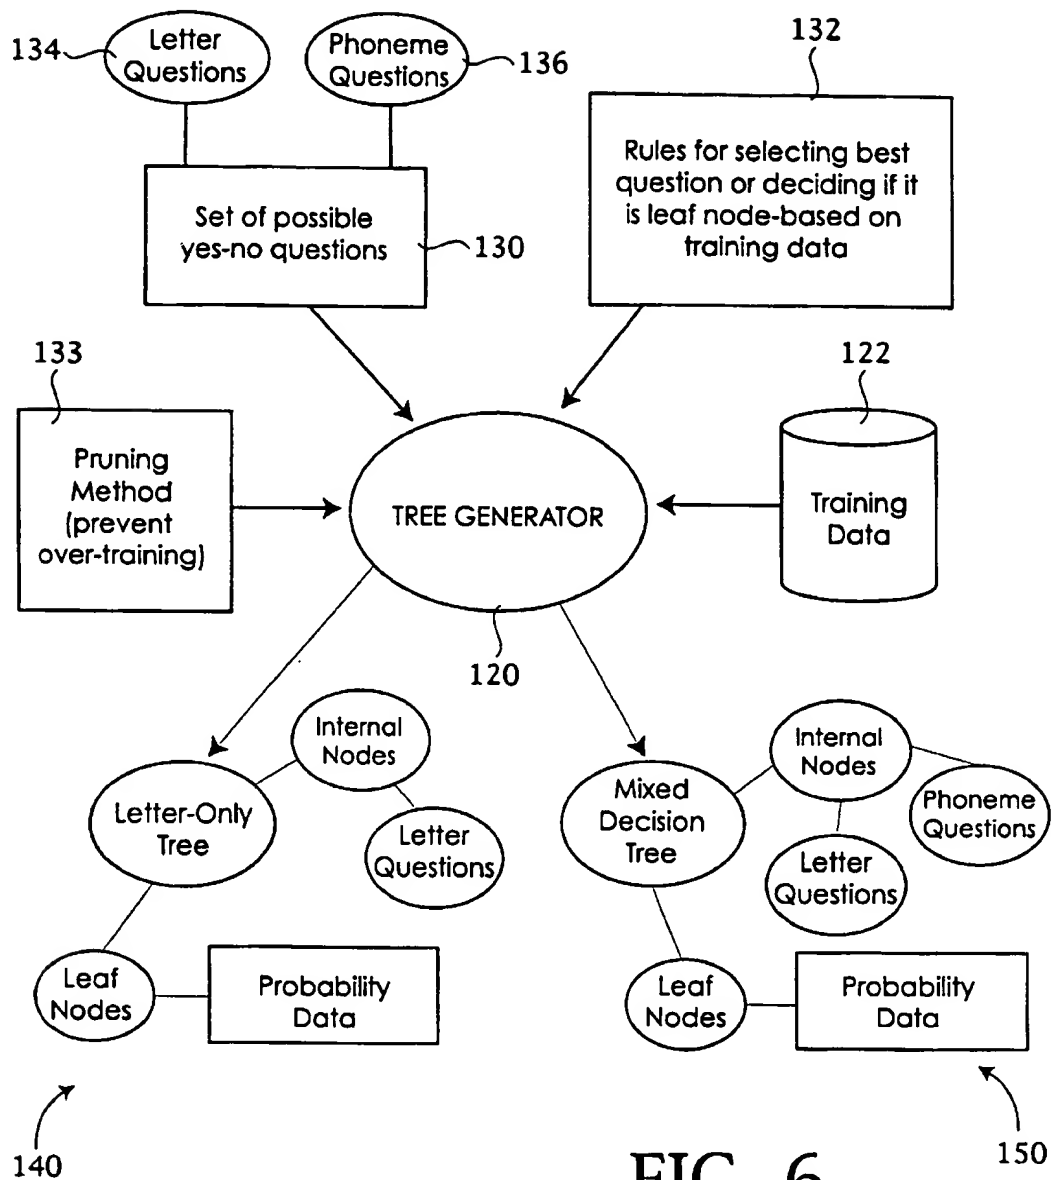 134
Letter
Questions
Phoneme
Questions
136
132
Rules for selecting best
question or deciding if it
is leaf node-based on
training data
Set of possible
yes-no questions
130
133
122
Pruning
Method
(prevent
over-training)
TREE GENERATOR
Training
Data
120
Internal
Nodes
Letter-Only
Tree
Letter
Questions
Leaf
Nodes
Probability
Data
140
Mixed
Decision
Tree
Internal
Nodes
Phoneme
Questions
Letter
Questions
Leaf
Nodes
Probability
Data
150
FIG. 6